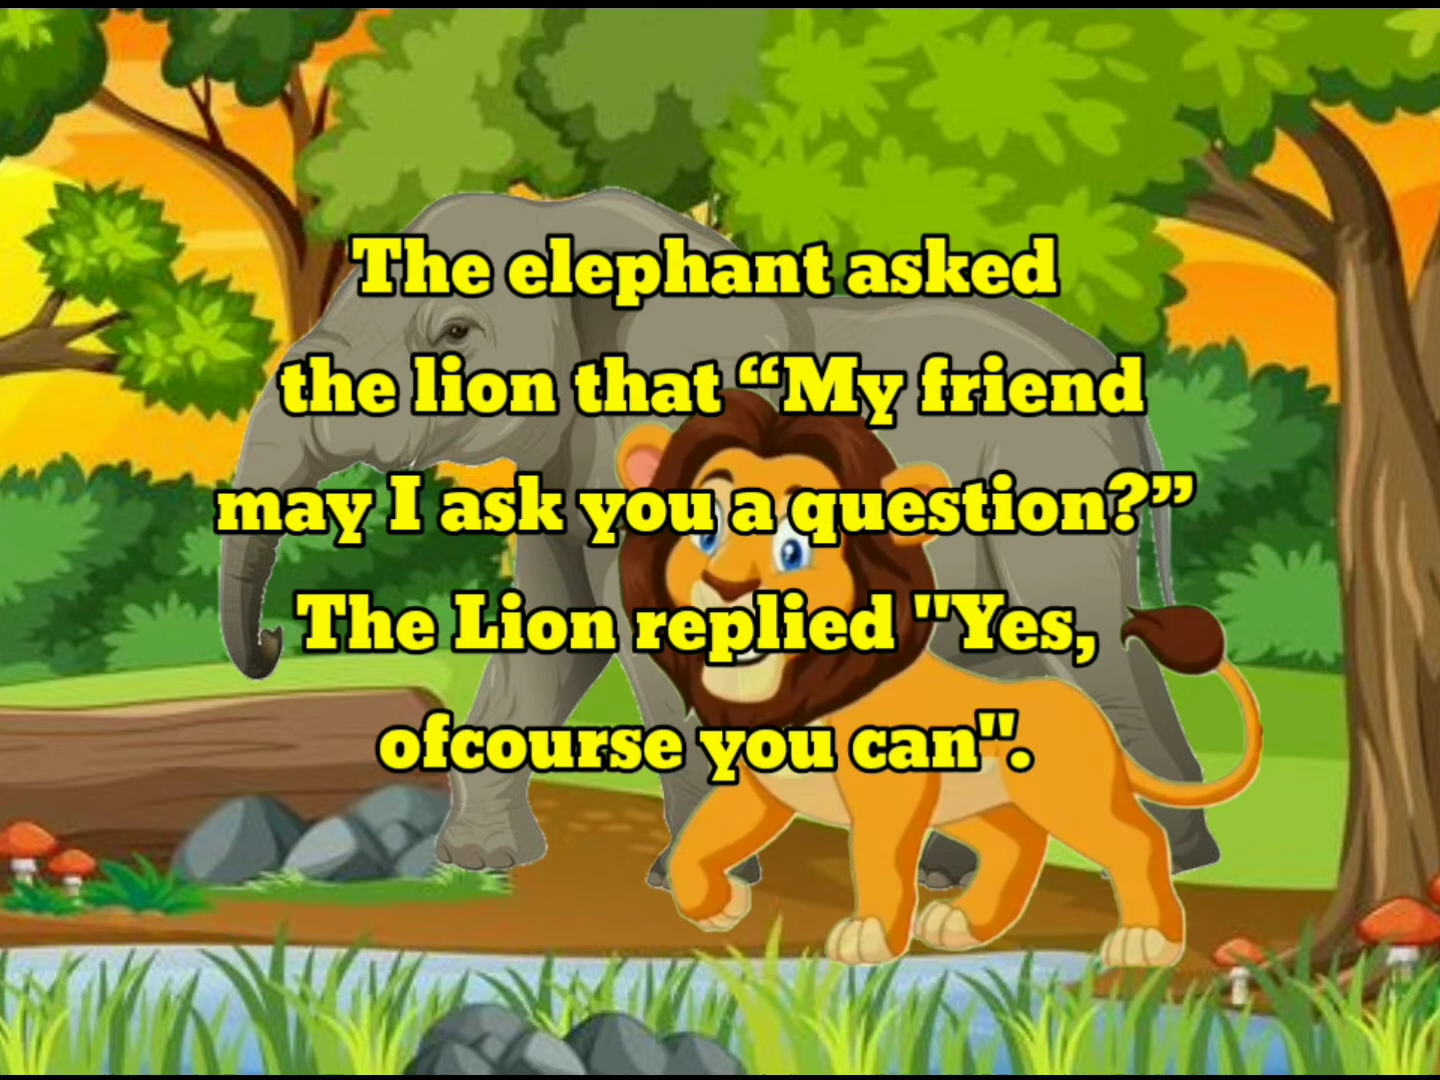 The elephant asked
the lion that “My friend
may I ask you a question?”
The Lion replied "Yes,
ofcourse you can".